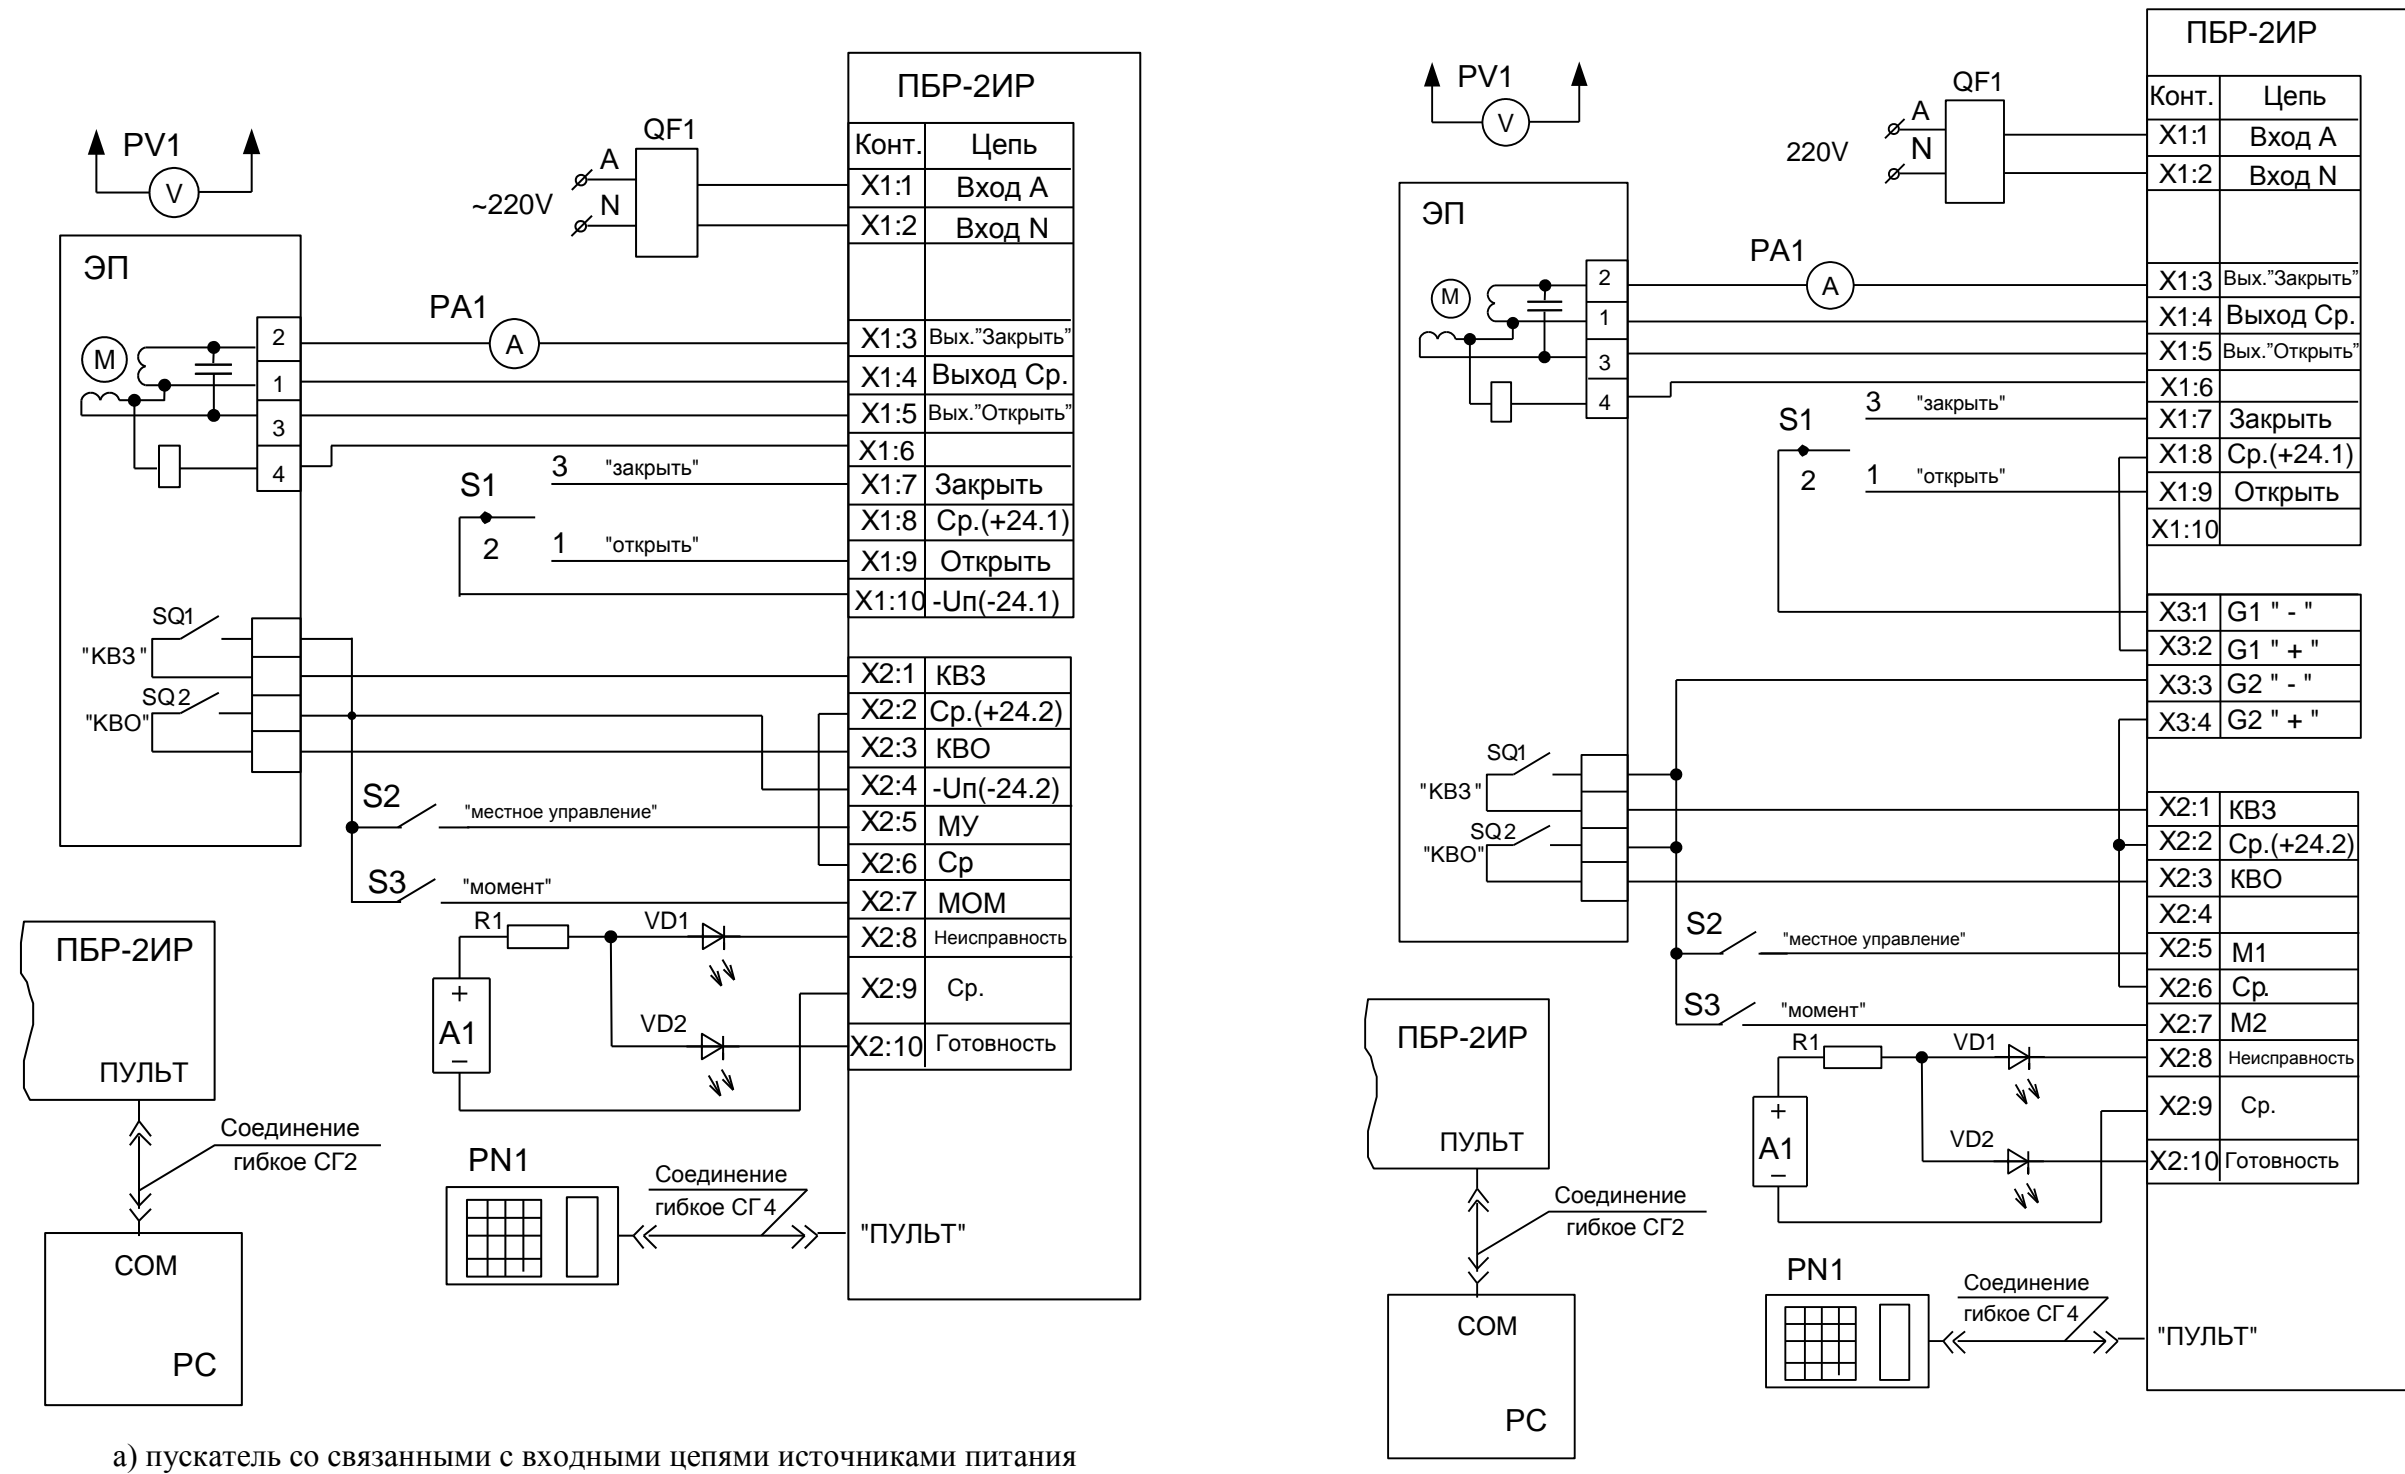 ПБР-2ИР
PV1
V
QF1
A
N
~220V
Конт. Цепь
X1:1 Вход А
X1:2 Вход N
ЭП
PA1
A
M
2
1
3
4
X1:3 Вых."Закрыть"
X1:4 Выход Ср.
X1:5 Вых."Открыть"
X1:6
S1
3 "закрыть"
2
1 "открыть"
X1:7 Закрыть
X1:8 Ср.(+24.1)
X1:9 Открыть
X1:10 -Uп(-24.1)
SQ1
"КВЗ"
SQ2
"КВО"
X2:1 КВЗ
X2:2 Ср.(+24.2)
X2:3 КВО
X2:4 -Uп(-24.2)
S2 "местное управление"
X2:5 МУ
X2:6 Ср
S3 "момент"
X2:7 МОМ
R1
VD1
X2:8 Неисправность
X2:9 Ср.
+
A1
–
VD2
X2:10 Готовность
ПБР-2ИР
ПУЛЬТ
Соединение
гибкое СГ2
COM
PC
PN1
Соединение
гибкое СГ4
"ПУЛЬТ"
а) пускатель со связанными с входными цепями источниками питания
ПБР-2ИР
PV1
V
QF1
A
N
220V
Конт. Цепь
X1:1 Вход А
X1:2 Вход N
ЭП
PA1
A
M
2
1
3
4
X1:3 Вых."Закрыть"
X1:4 Выход Ср.
X1:5 Вых."Открыть"
X1:6
S1
3 "закрыть"
2
1 "открыть"
X1:7 Закрыть
X1:8 Ср.(+24.1)
X1:9 Открыть
X1:10
X3:1 G1 " - "
X3:2 G1 " + "
X3:3 G2 " - "
X3:4 G2 " + "
SQ1
"КВЗ"
SQ2
"КВО"
X2:1 КВЗ
X2:2 Ср.(+24.2)
X2:3 КВО
X2:4
S2 "местное управление"
X2:5 М1
X2:6 Ср.
S3 "момент"
X2:7 М2
R1
VD1
X2:8 Неисправность
X2:9 Ср.
+
A1
–
VD2
X2:10 Готовность
ПБР-2ИР
ПУЛЬТ
Соединение
гибкое СГ2
COM
PC
PN1
Соединение
гибкое СГ4
"ПУЛЬТ"